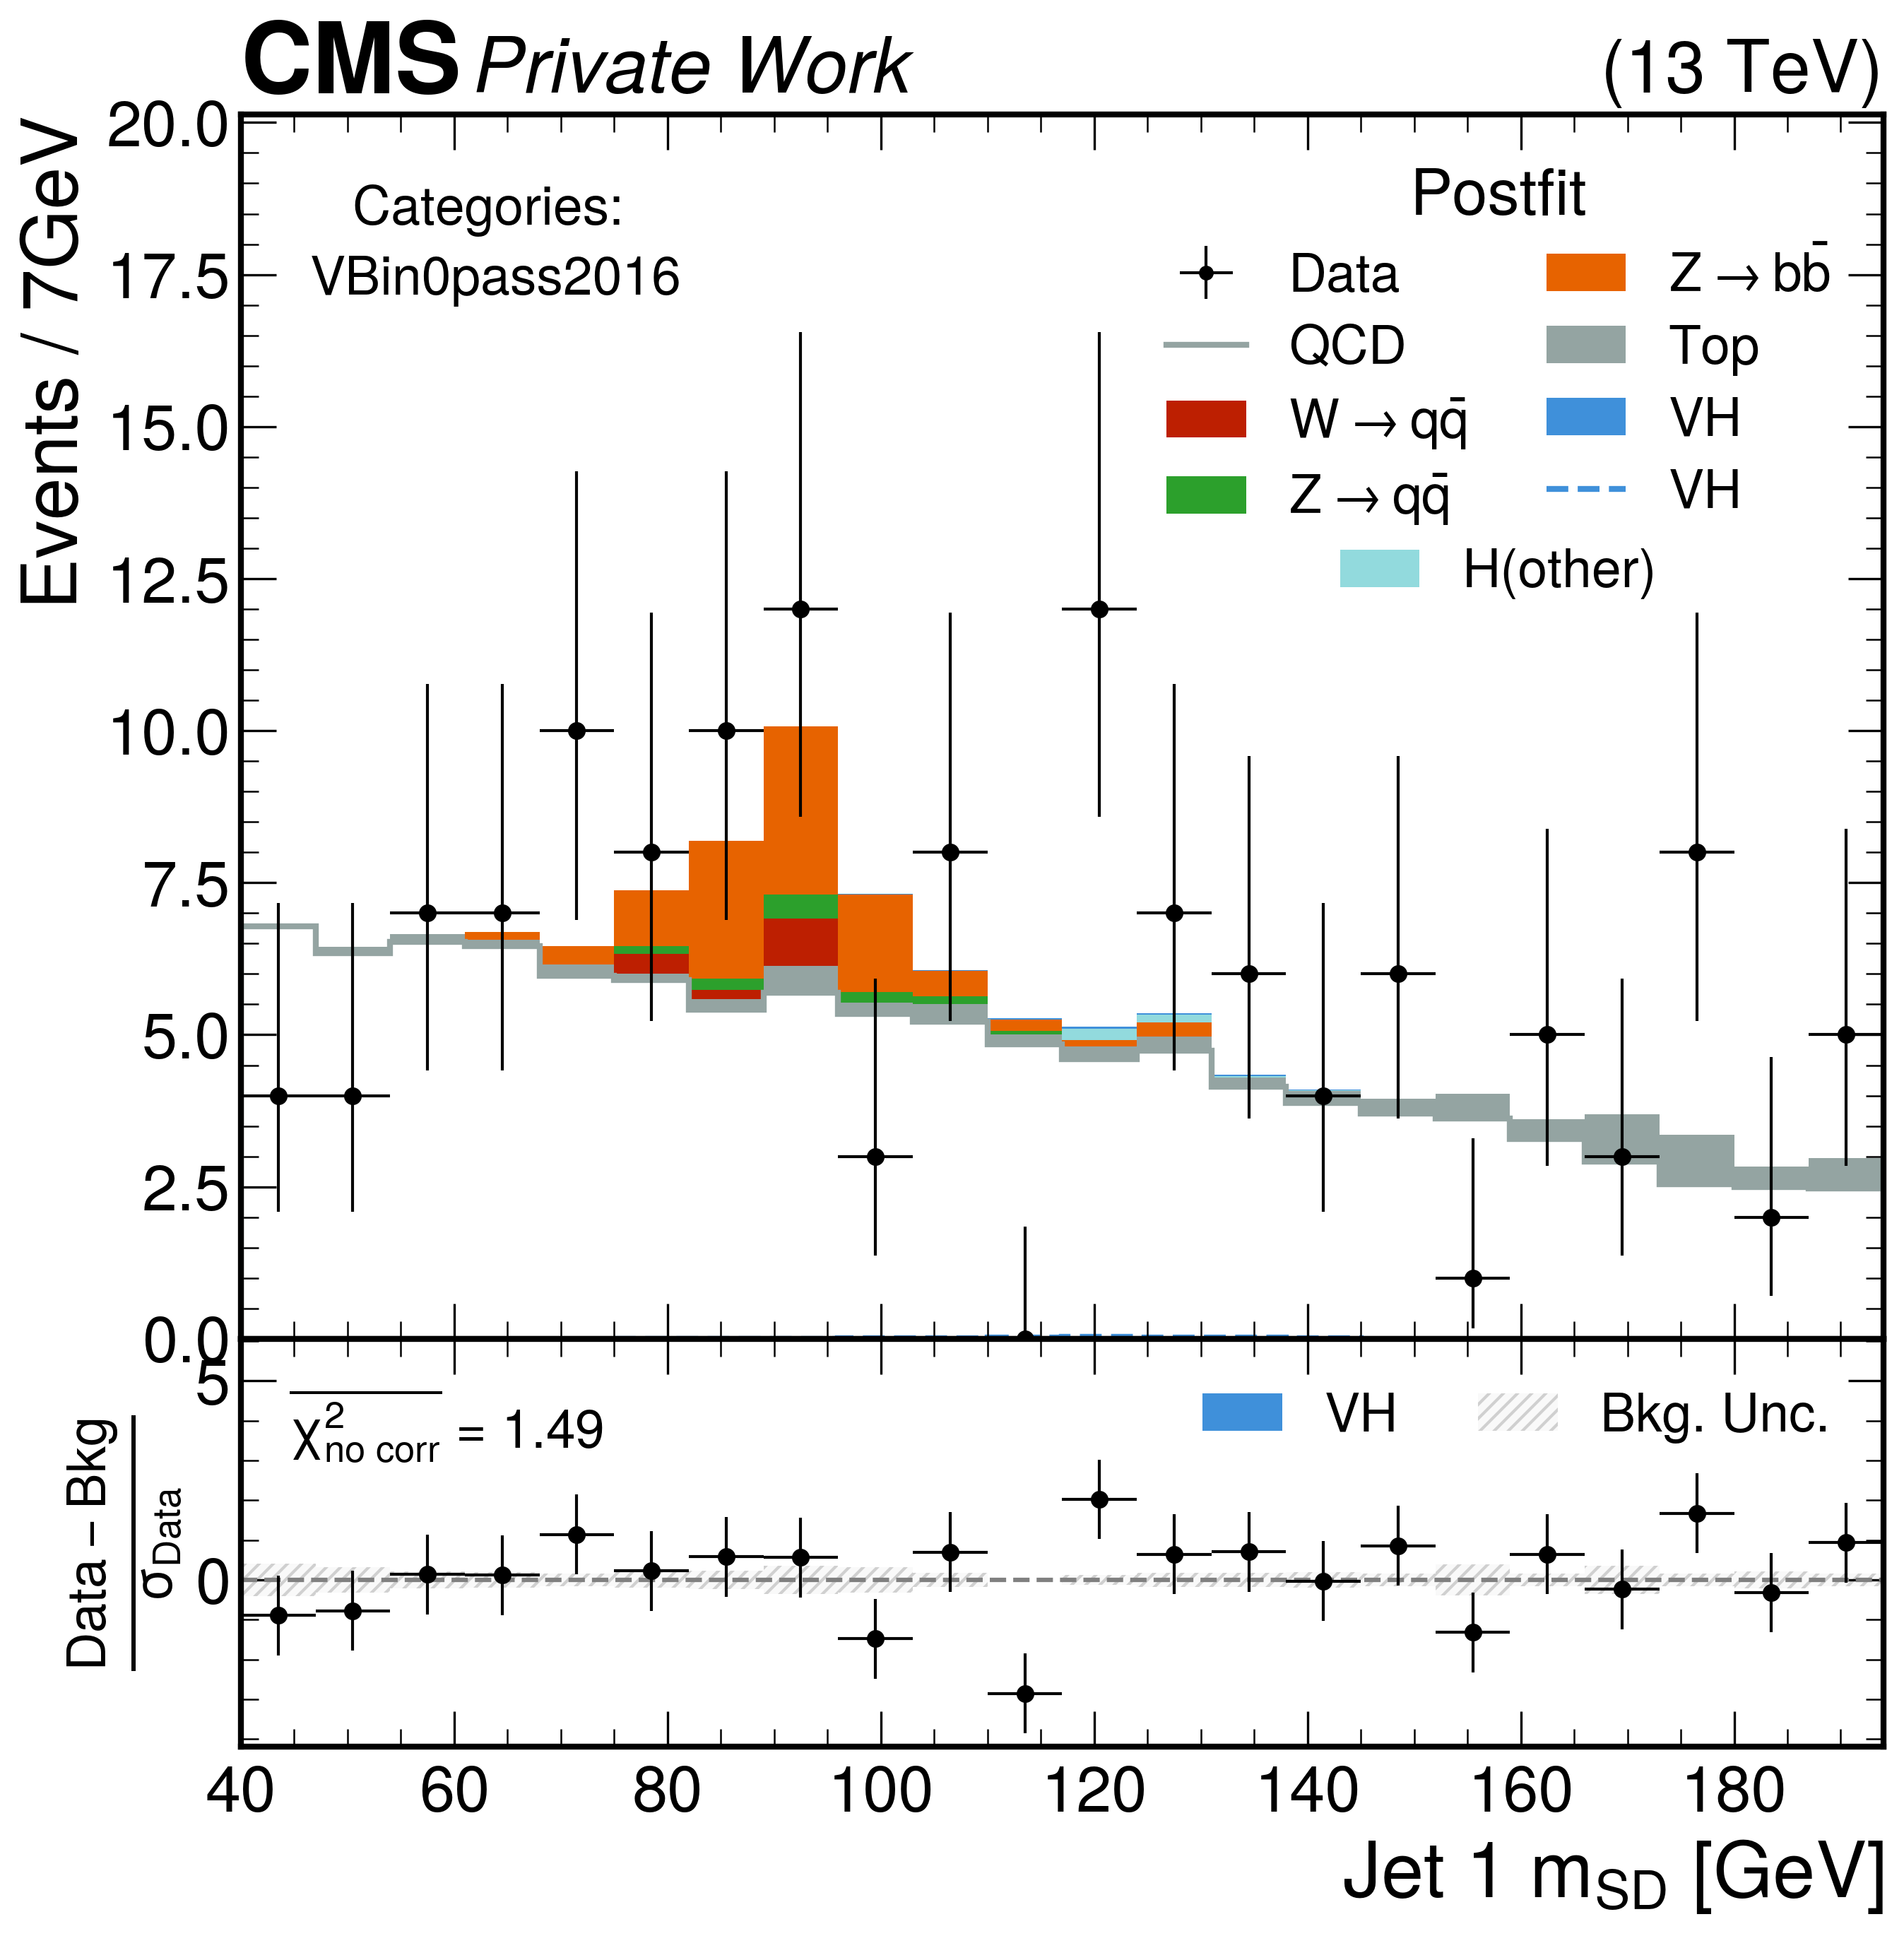 CMS Private Work (13 TeV)
Events / 7GeV
20.0
17.5
15.0
12.5
10.0
7.5
5.0
2.5
0.0
Categories:
VBin0pass2016
Postfit
Data
QCD
W → qq̄
Z → qq̄
Z → bb̄
Top
VH
VH
H(other)
Data − Bkg
σData
5
0
χ²no corr = 1.49
VH
Bkg. Unc.
40 60 80 100 120 140 160 180
Jet 1 mSD [GeV]